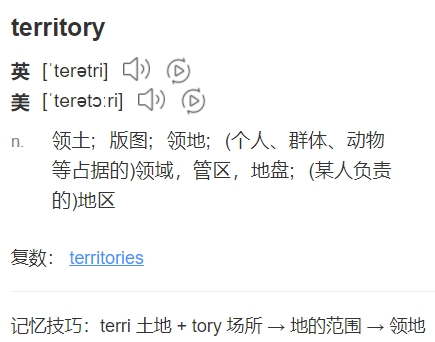 territory
英 [ˈterətri]
美 [ˈterətɔːri]
n. 领土；版图；领地；(个人、群体、动物
等占据的)领域，管区，地盘；(某人负责
的)地区
复数： territories
记忆技巧：terri 土地 + tory 场所 → 地的范围 → 领地